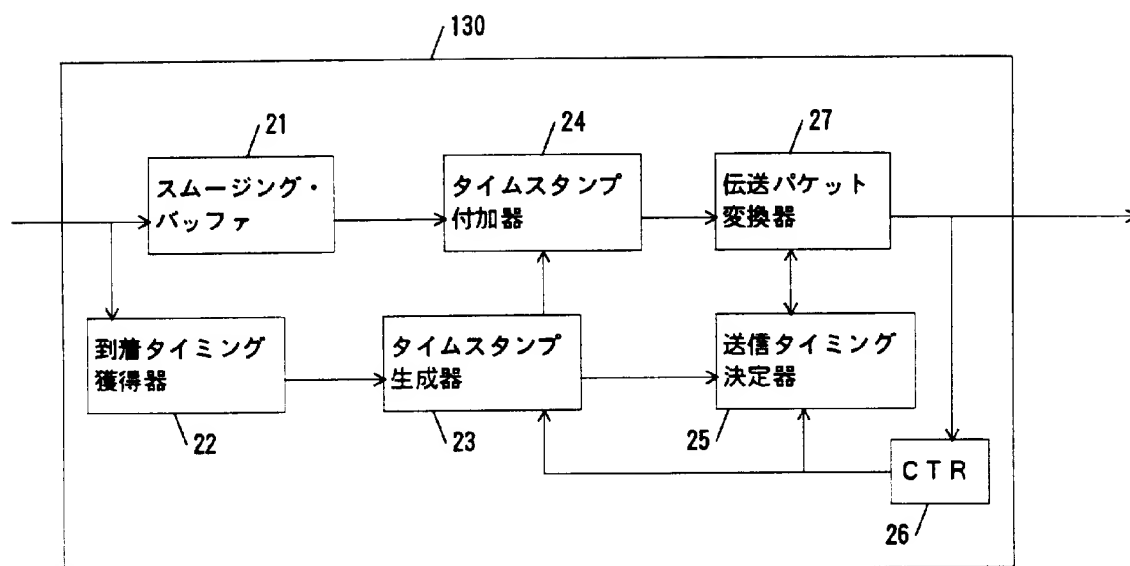 130
21
24
27
スムージング・
バッファ
タイムスタンプ
付加器
伝送パケット
変換器
到着タイミング
獲得器
タイムスタンプ
生成器
送信タイミング
決定器
22
23
25
CTR
26